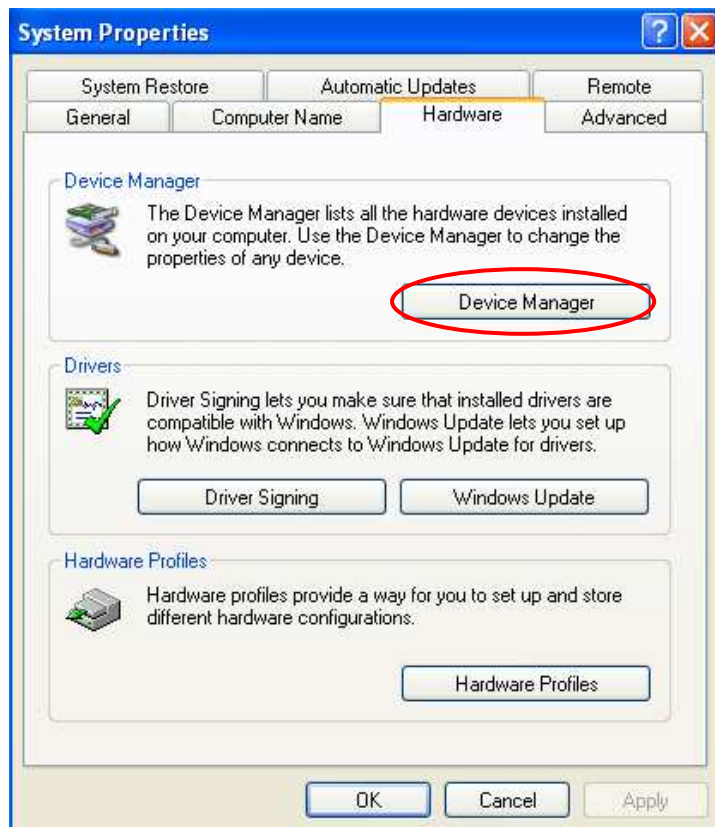 System Properties
System Restore
Automatic Updates
Remote
General
Computer Name
Hardware
Advanced
Device Manager
The Device Manager lists all the hardware devices installed
on your computer. Use the Device Manager to change the
properties of any device.
Device Manager
Drivers
Driver Signing lets you make sure that installed drivers are
compatible with Windows. Windows Update lets you set up
how Windows connects to Windows Update for drivers.
Driver Signing
Windows Update
Hardware Profiles
Hardware profiles provide a way for you to set up and store
different hardware configurations.
Hardware Profiles
OK
Cancel
Apply